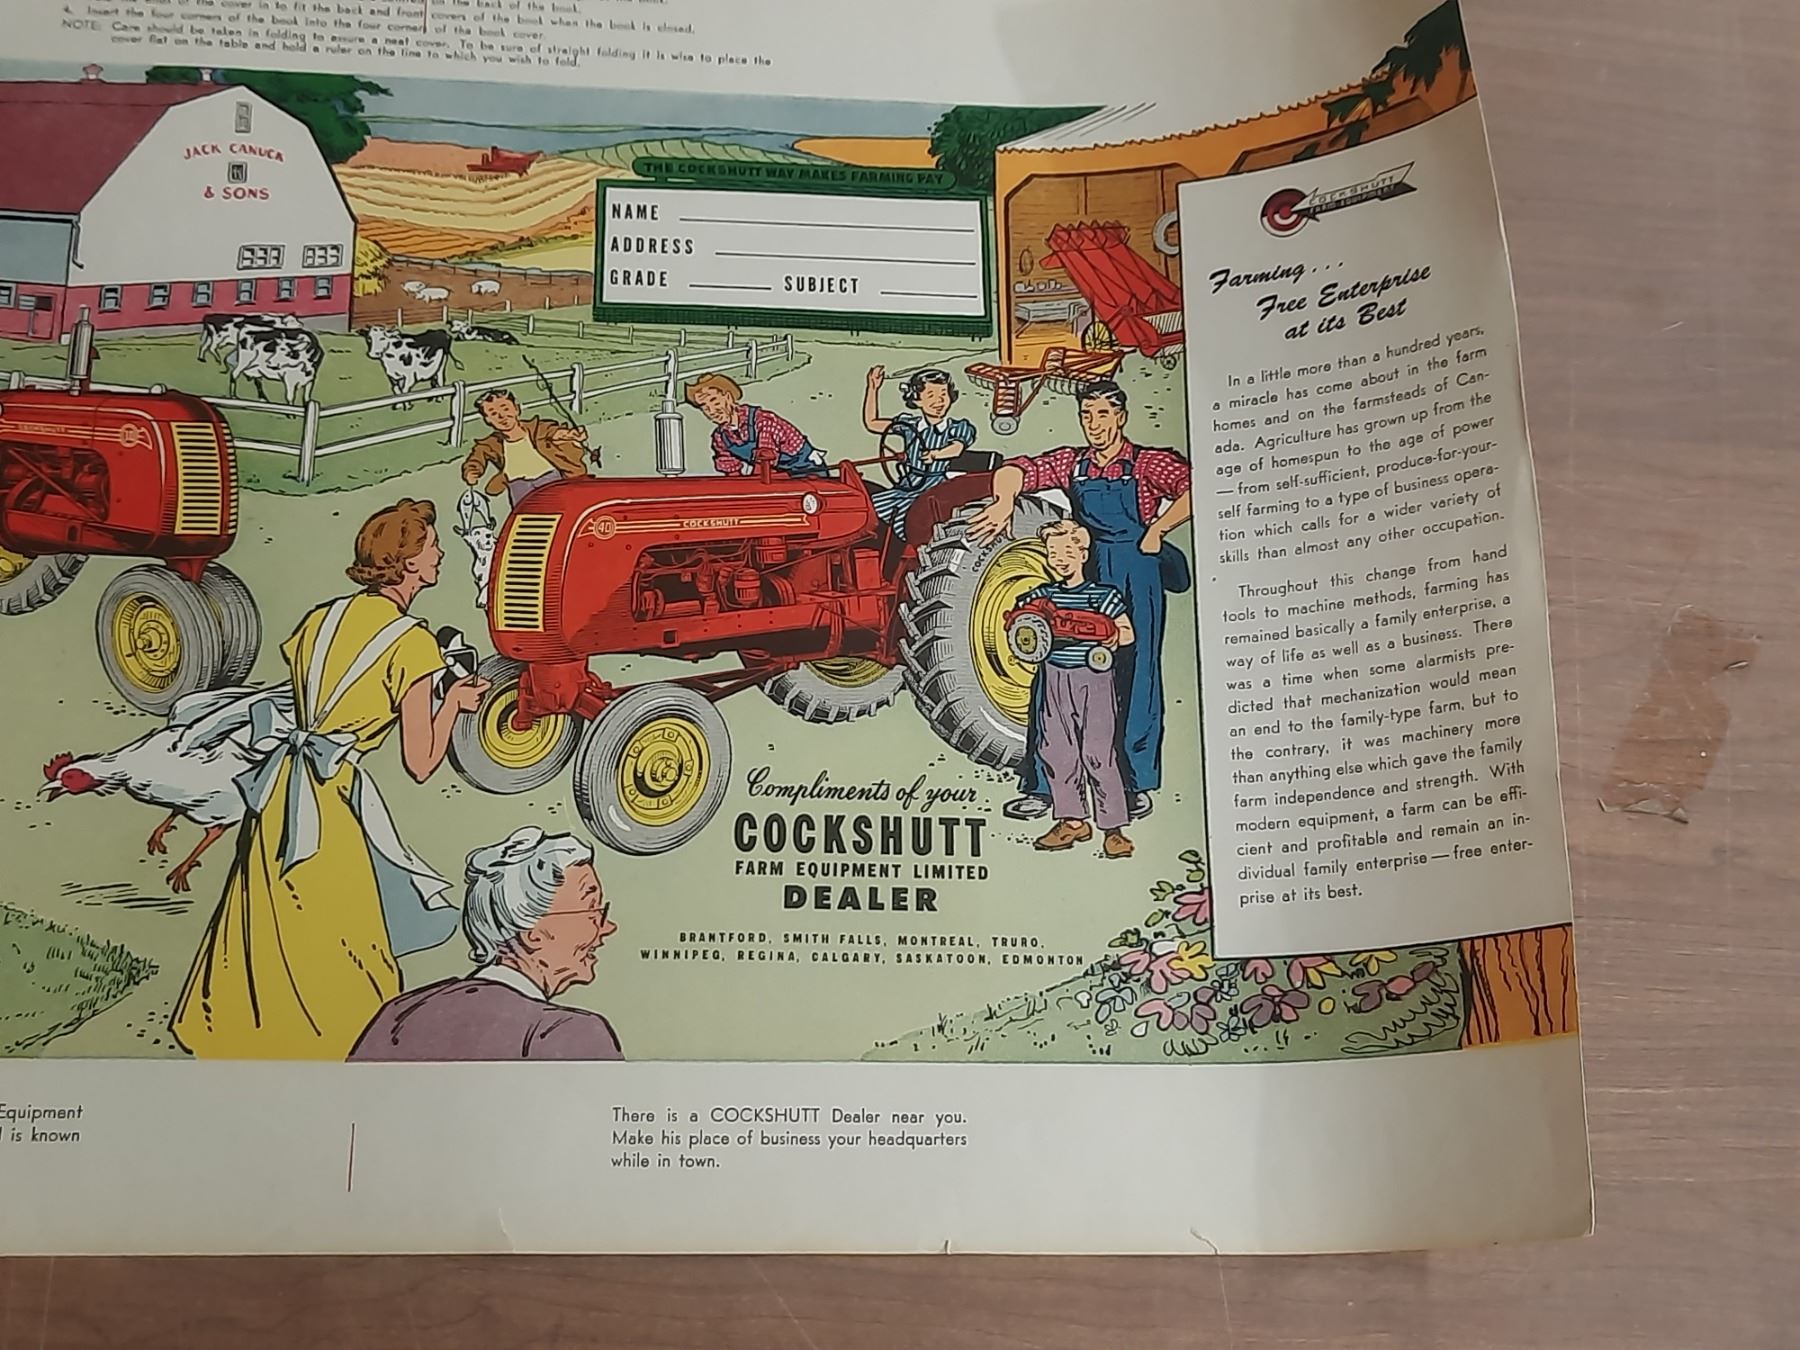 of the cover in to fit the back and front covers of the book when the book is closed.
4. Insert the four corners of the book into the four corners of the book cover.
NOTE: Care should be taken in folding to assure a neat cover. To be sure of straight folding it is wise to place the
cover flat on the table and hold a ruler on the line to which you wish to fold.
JACK CANUCK
& SONS
THE COCKSHUTT WAY MAKES FARMING PAY
NAME
ADDRESS
GRADE SUBJECT
COCKSHUTT
FARM EQUIPMENT
Farming...
Free Enterprise
at its Best
In a little more than a hundred years,
a miracle has come about in the farm
homes and on the farmsteads of Can-
ada. Agriculture has grown up from the
age of homespun to the age of power
— from self-sufficient, produce-for-your-
self farming to a type of business opera-
tion which calls for a wider variety of
skills than almost any other occupation.
Throughout this change from hand
tools to machine methods, farming has
remained basically a family enterprise, a
way of life as well as a business. There
was a time when some alarmists pre-
dicted that mechanization would mean
an end to the family-type farm, but to
the contrary, it was machinery more
than anything else which gave the family
farm independence and strength. With
modern equipment, a farm can be effi-
cient and profitable and remain an in-
dividual family enterprise — free enter-
prise at its best.
COCKSHUTT
40 COCKSHUTT
COCKSHUTT
Compliments of your
COCKSHUTT
FARM EQUIPMENT LIMITED
DEALER
BRANTFORD, SMITH FALLS, MONTREAL, TRURO,
WINNIPEG, REGINA, CALGARY, SASKATOON, EDMONTON
Equipment
is known
There is a COCKSHUTT Dealer near you.
Make his place of business your headquarters
while in town.